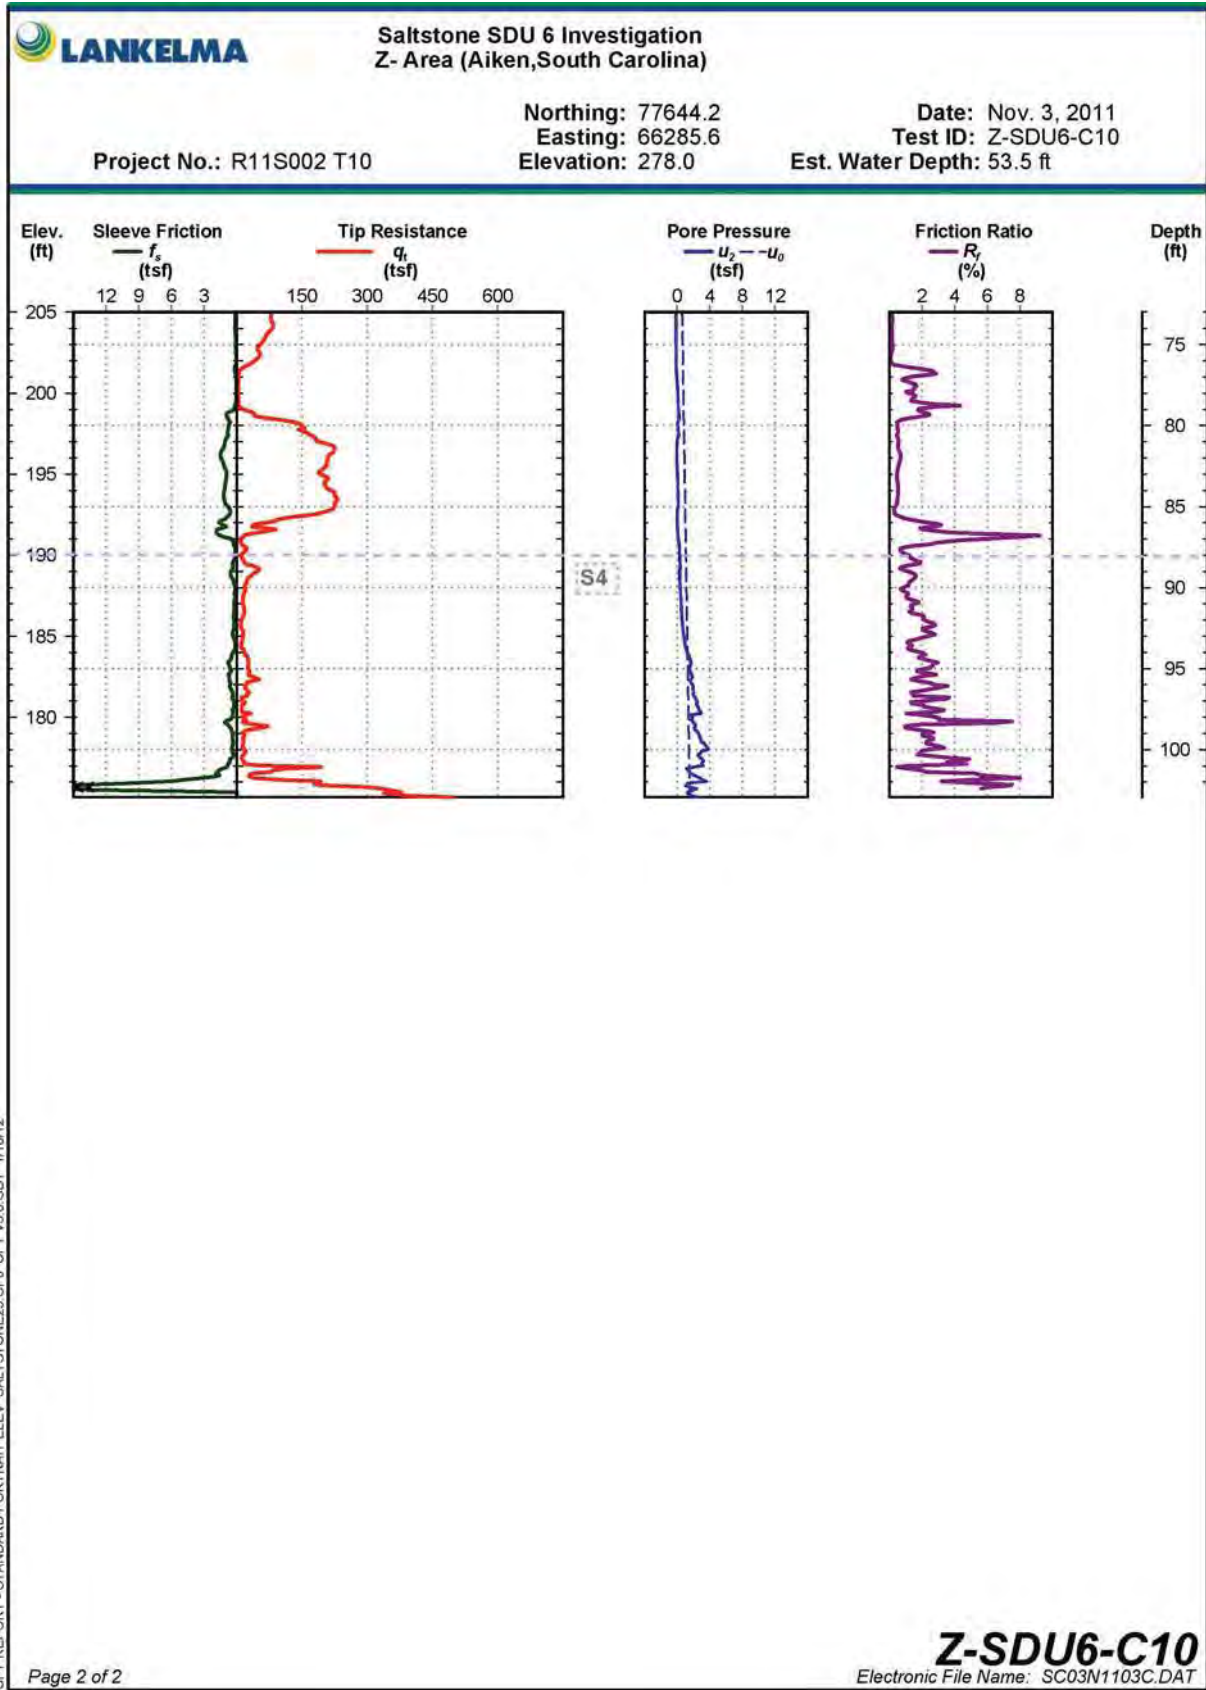 LANKELMA
Saltstone SDU 6 Investigation
Z- Area (Aiken,South Carolina)
Northing: 77644.2
Date: Nov. 3, 2011
Easting: 66285.6
Test ID: Z-SDU6-C10
Project No.: R11S002 T10
Elevation: 278.0
Est. Water Depth: 53.5 ft
Elev. (ft)
Sleeve Friction
fs
(tsf)
12 9 6 3
Tip Resistance
qt
(tsf)
150 300 450 600
Pore Pressure
u2 u0
(tsf)
0 4 8 12
Friction Ratio
Rf
(%)
2 4 6 8
Depth (ft)
205
200
195
190
185
180
S4
75
80
85
90
95
100
Z-SDU6-C10
Page 2 of 2
Electronic File Name: SC03N1103C.DAT